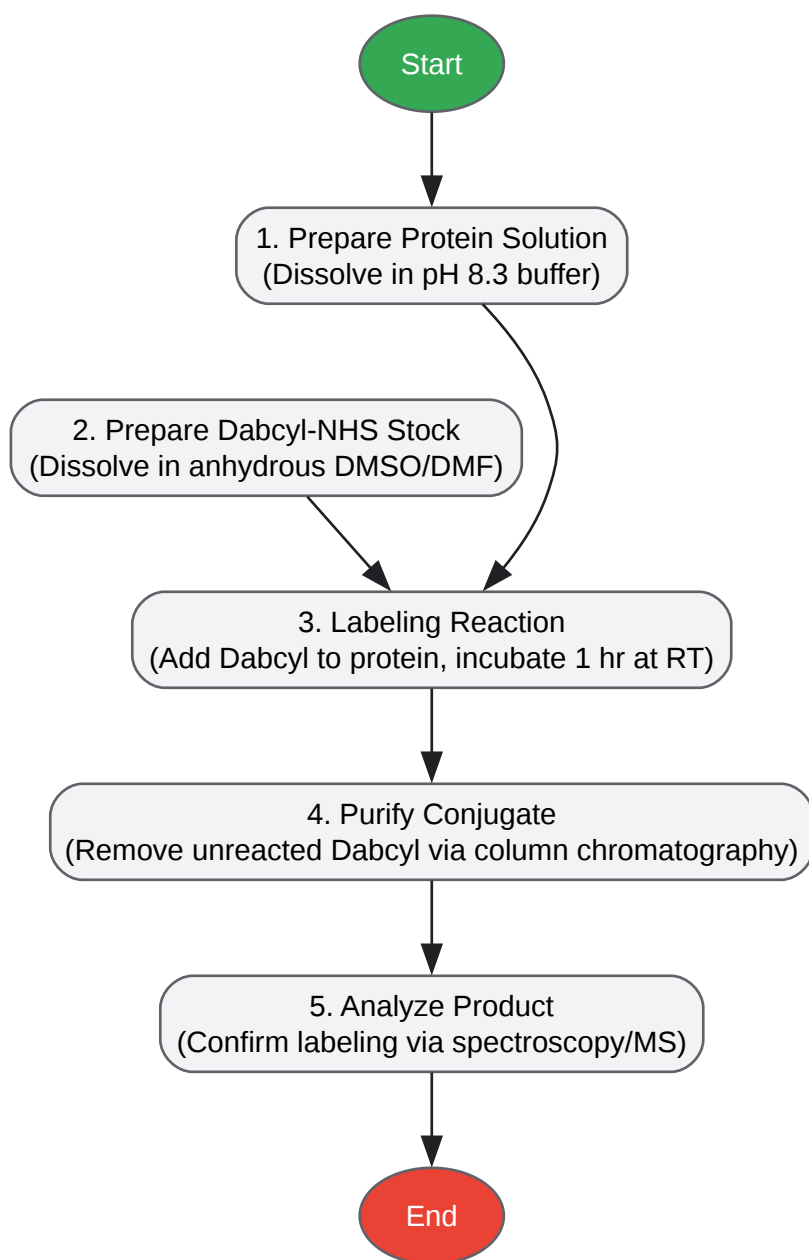 Start
1. Prepare Protein Solution
(Dissolve in pH 8.3 buffer)
2. Prepare Dabcyl-NHS Stock
(Dissolve in anhydrous DMSO/DMF)
3. Labeling Reaction
(Add Dabcyl to protein, incubate 1 hr at RT)
4. Purify Conjugate
(Remove unreacted Dabcyl via column chromatography)
5. Analyze Product
(Confirm labeling via spectroscopy/MS)
End